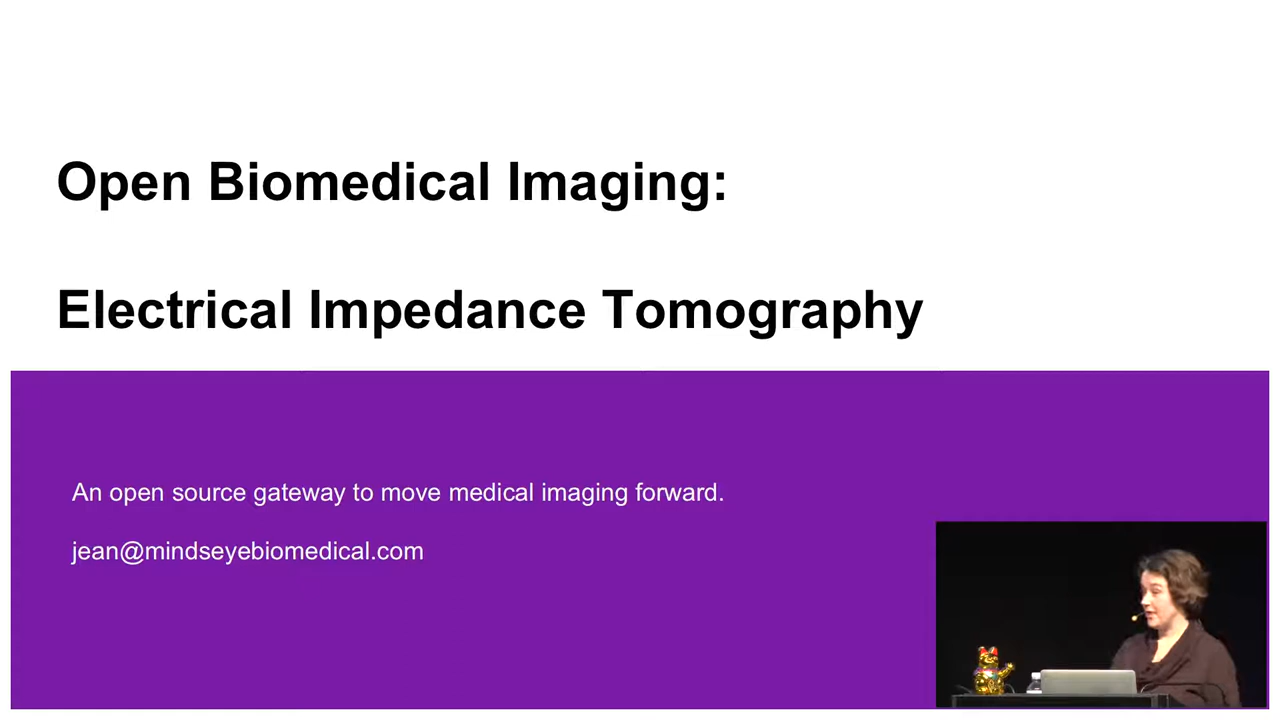 Open Biomedical Imaging:
Electrical Impedance Tomography
An open source gateway to move medical imaging forward.
jean@mindseyebiomedical.com